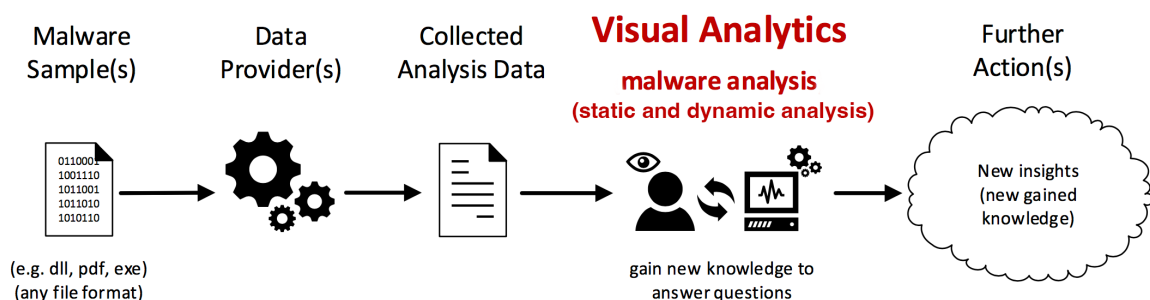 Malware
Sample(s)
Data
Provider(s)
Collected
Analysis Data
Visual Analytics
malware analysis
(static and dynamic analysis)
Further
Action(s)
0110001
1001110
1011001
1011010
1010110
New insights
(new gained
knowledge)
(e.g. dll, pdf, exe)
(any file format)
gain new knowledge to
answer questions